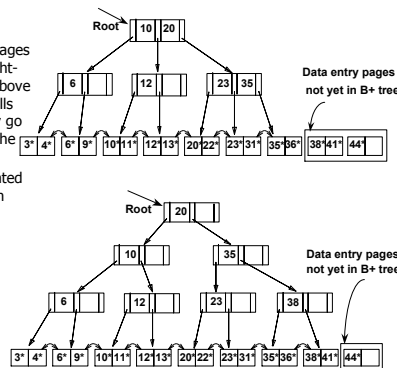 ages
ht-
bove
lls
go
he
ted
Root
10 20
6
12
23 35
Data entry pages
not yet in B+ tree
3* 4* 6* 9* 10* 11* 12* 13* 20* 22* 23* 31* 35* 36* 38* 41* 44*
Root
20
10
35
6
12
23
38
Data entry pages
not yet in B+ tree
3* 4* 6* 9* 10* 11* 12* 13* 20* 22* 23* 31* 35* 36* 38* 41* 44*